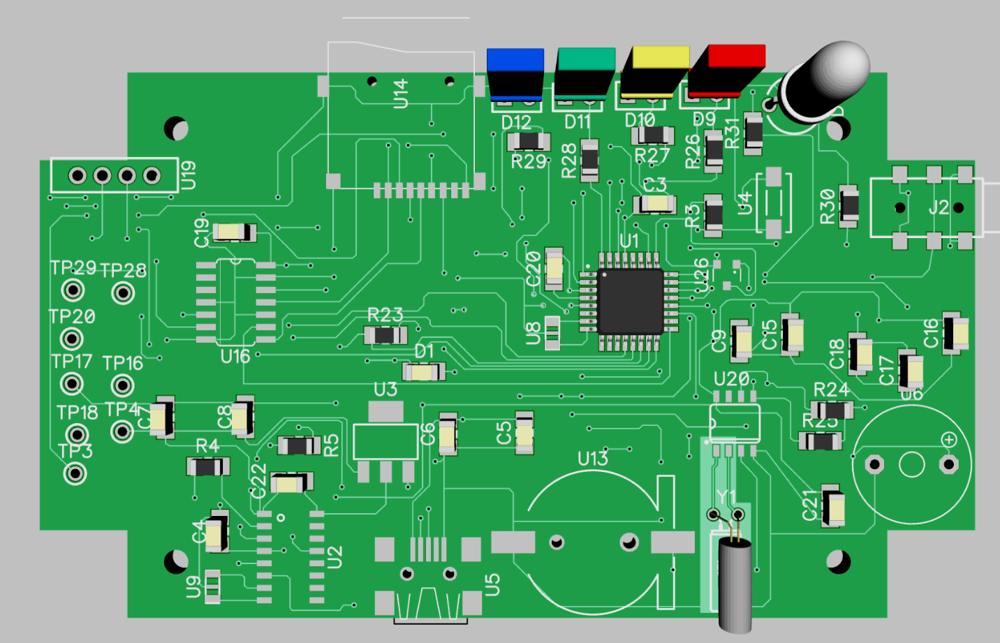 U14
D12
D11
D10
D9
D
R29
R28
R27
R26
R31
U19
C3
R3
U4
R30
J2
C19
U1
C20
U26
TP29
TP28
TP20
R23
U8
C9
C15
C18
C17
C16
TP17
TP16
U16
D1
U3
U20
R24
U6
TP18
TP4
C7
C8
C6
C5
R25
TP3
R4
R5
U13
C22
Y1
C21
C4
U2
U9
U5